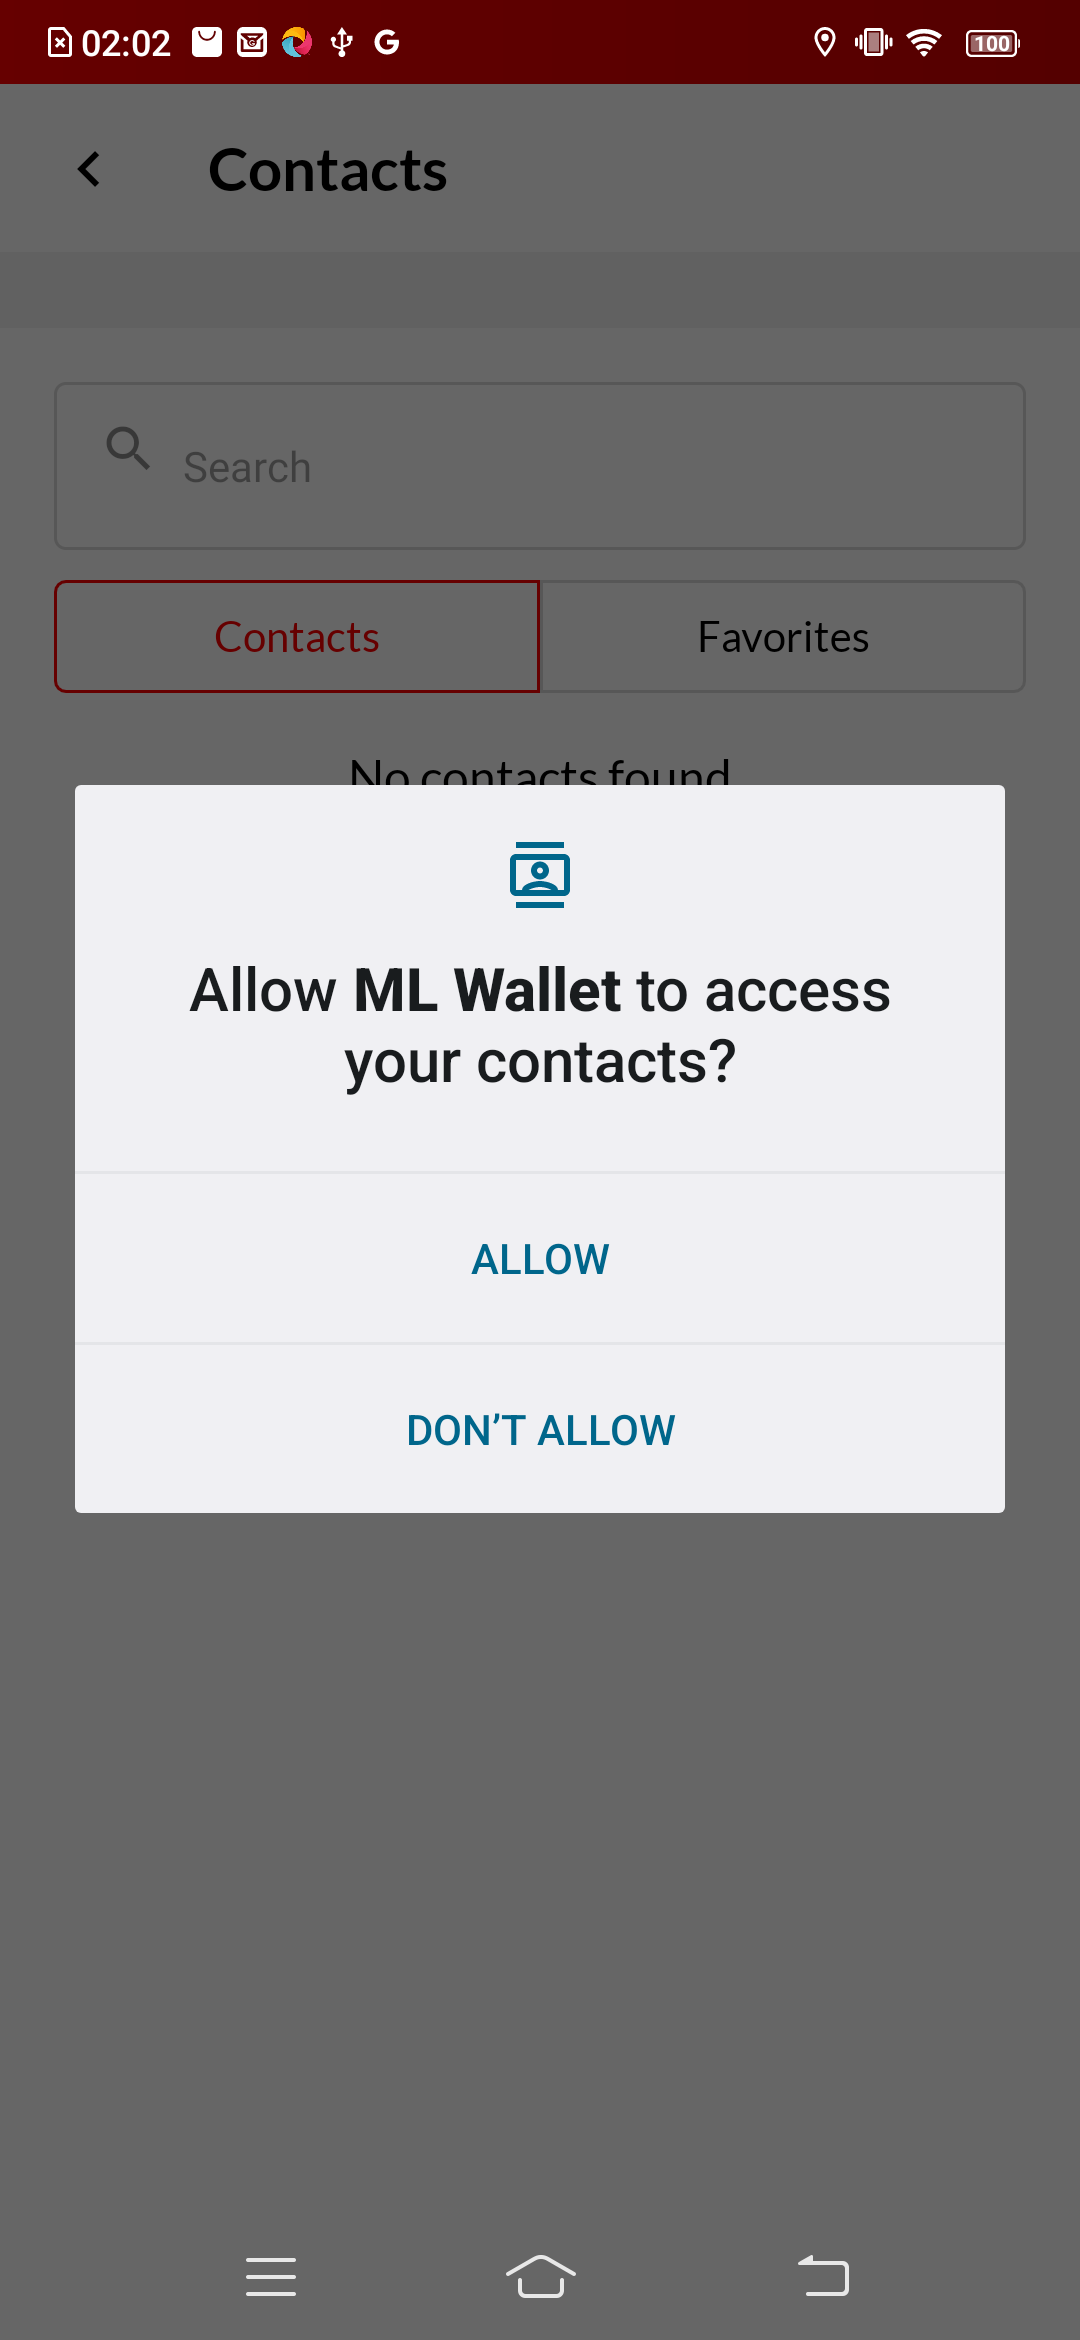 02:02
100
Contacts
Search
Contacts
Favorites
No contacts found
Allow ML Wallet to access
your contacts?
ALLOW
DON’T ALLOW